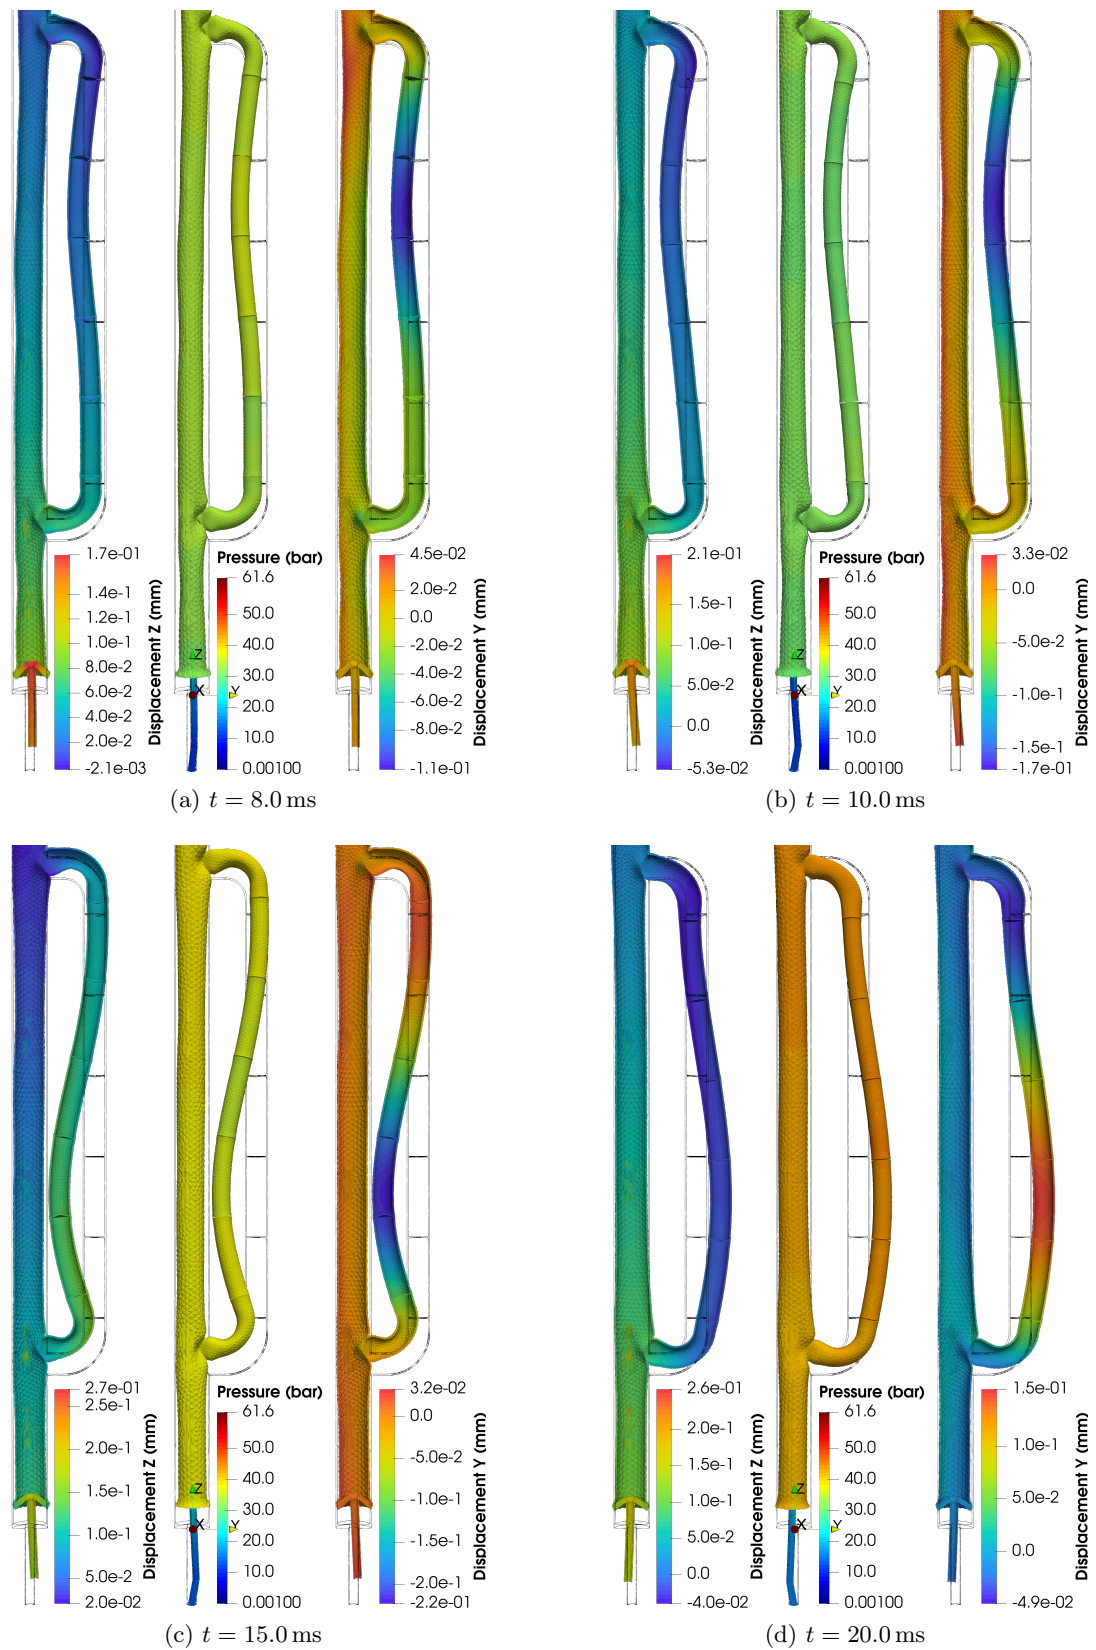 1.7e-01
1.4e-1
1.2e-1
1.0e-1
8.0e-2
6.0e-2
4.0e-2
2.0e-2
-2.1e-03
Displacement Z (mm)
Pressure (bar)
61.6
50.0
40.0
30.0
20.0
10.0
0.00100
Z
X
Y
4.5e-02
2.0e-2
0.0
-2.0e-2
-4.0e-2
-6.0e-2
-8.0e-2
-1.1e-01
Displacement Y (mm)
(a) t = 8.0 ms
2.1e-01
1.5e-1
1.0e-1
5.0e-2
0.0
-5.3e-02
Displacement Z (mm)
Pressure (bar)
61.6
50.0
40.0
30.0
20.0
10.0
0.00100
Z
X
Y
3.3e-02
0.0
-5.0e-2
-1.0e-1
-1.5e-1
-1.7e-01
Displacement Y (mm)
(b) t = 10.0 ms
2.7e-01
2.5e-1
2.0e-1
1.5e-1
1.0e-1
5.0e-2
2.0e-02
Displacement Z (mm)
Pressure (bar)
61.6
50.0
40.0
30.0
20.0
10.0
0.00100
Z
X
Y
3.2e-02
0.0
-5.0e-2
-1.0e-1
-1.5e-1
-2.0e-1
-2.2e-01
Displacement Y (mm)
(c) t = 15.0 ms
2.6e-01
2.0e-1
1.5e-1
1.0e-1
5.0e-2
0.0
-4.0e-02
Displacement Z (mm)
Pressure (bar)
61.6
50.0
40.0
30.0
20.0
10.0
0.00100
Z
X
Y
1.5e-01
1.0e-1
5.0e-2
0.0
-4.9e-02
Displacement Y (mm)
(d) t = 20.0 ms